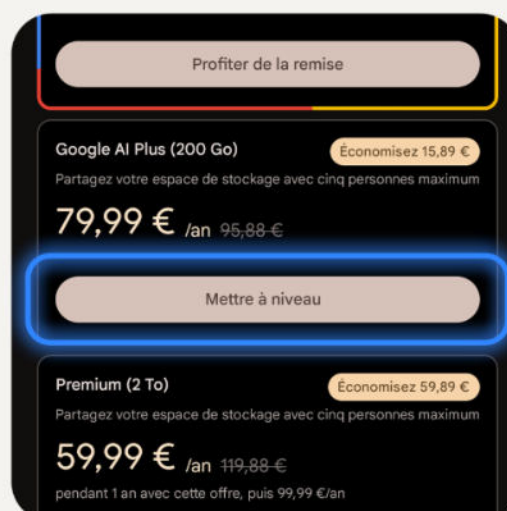 Profiter de la remise
Google AI Plus (200 Go)
Économisez 15,89 €
Partagez votre espace de stockage avec cinq personnes maximum
79,99 € /an 95,88 €
Mettre à niveau
Premium (2 To)
Économisez 59,89 €
Partagez votre espace de stockage avec cinq personnes maximum
59,99 € /an 119,88 €
pendant 1 an avec cette offre, puis 99,99 €/an